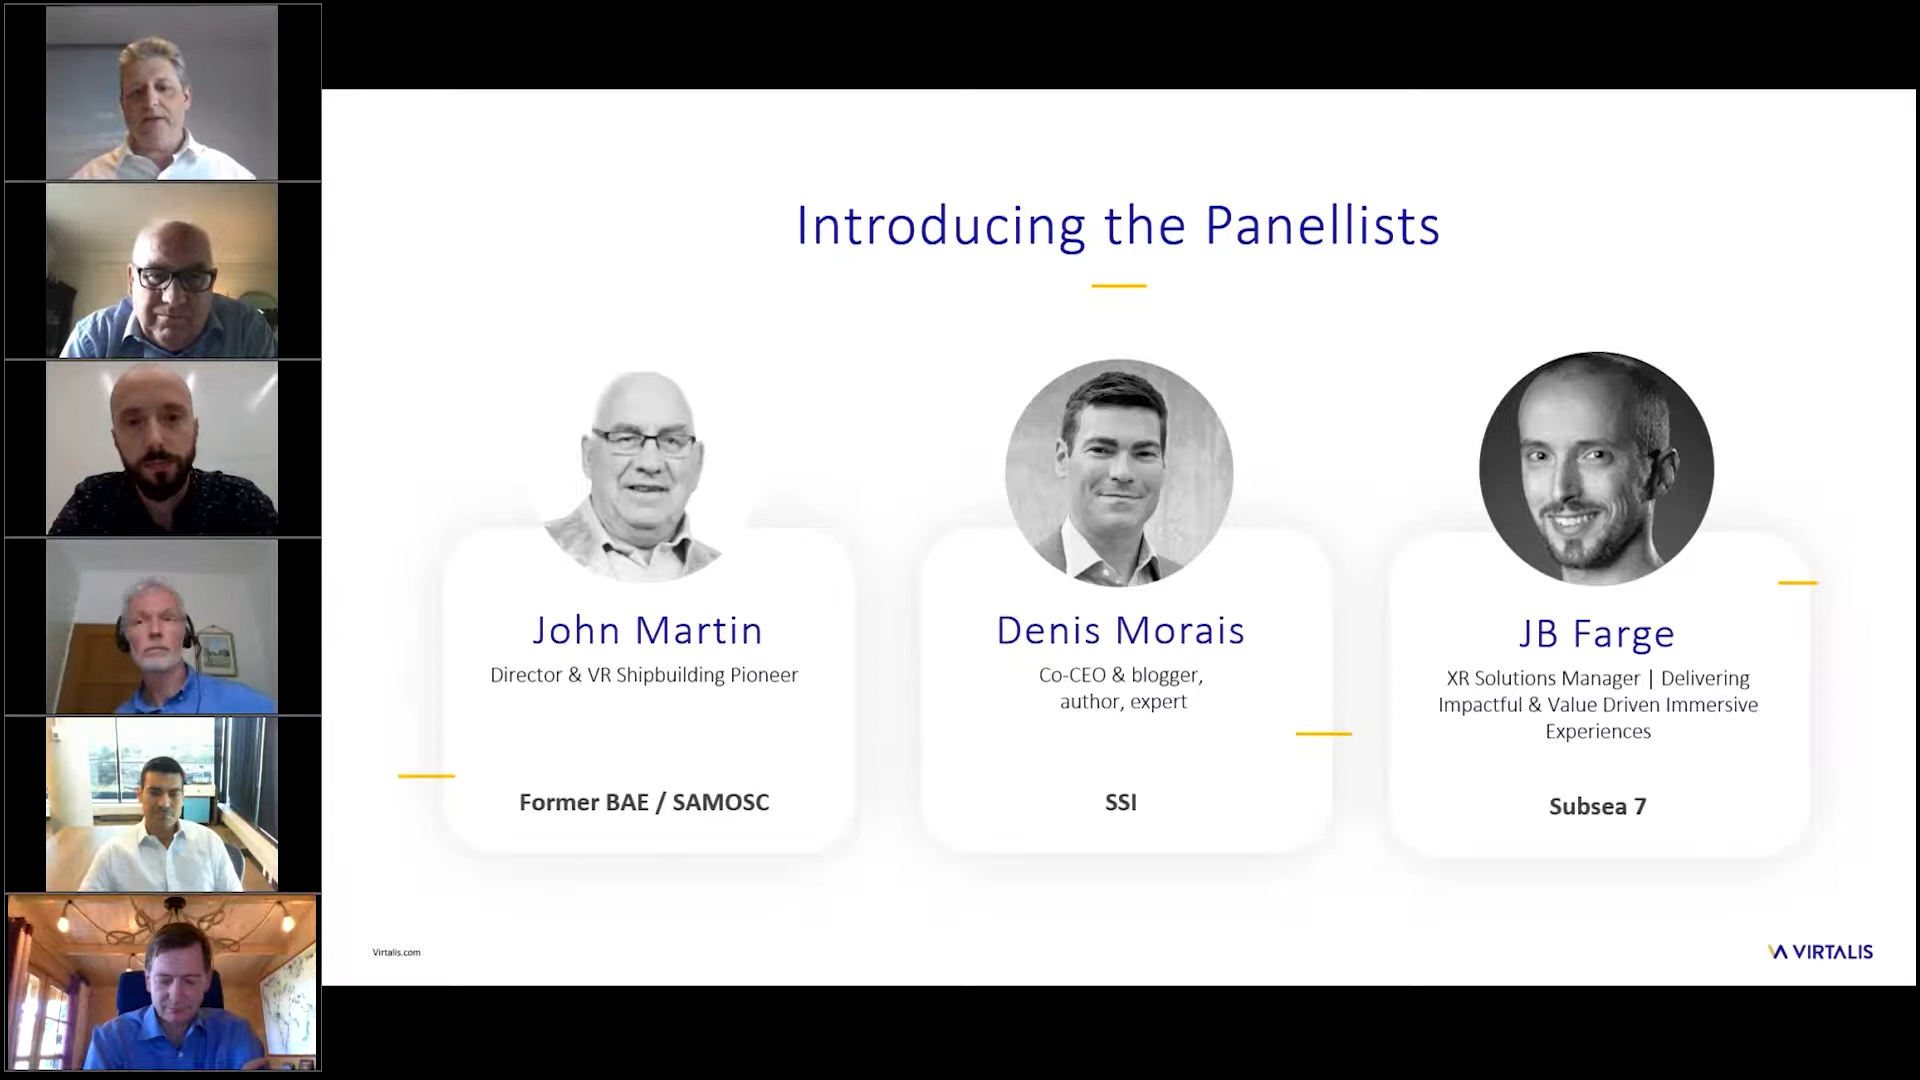 Introducing the Panellists
John Martin
Director & VR Shipbuilding Pioneer
Former BAE / SAMOSC
Denis Morais
Co-CEO & blogger,
author, expert
SSI
JB Farge
XR Solutions Manager | Delivering
Impactful & Value Driven Immersive
Experiences
Subsea 7
Virtalis.com
VIRTALIS